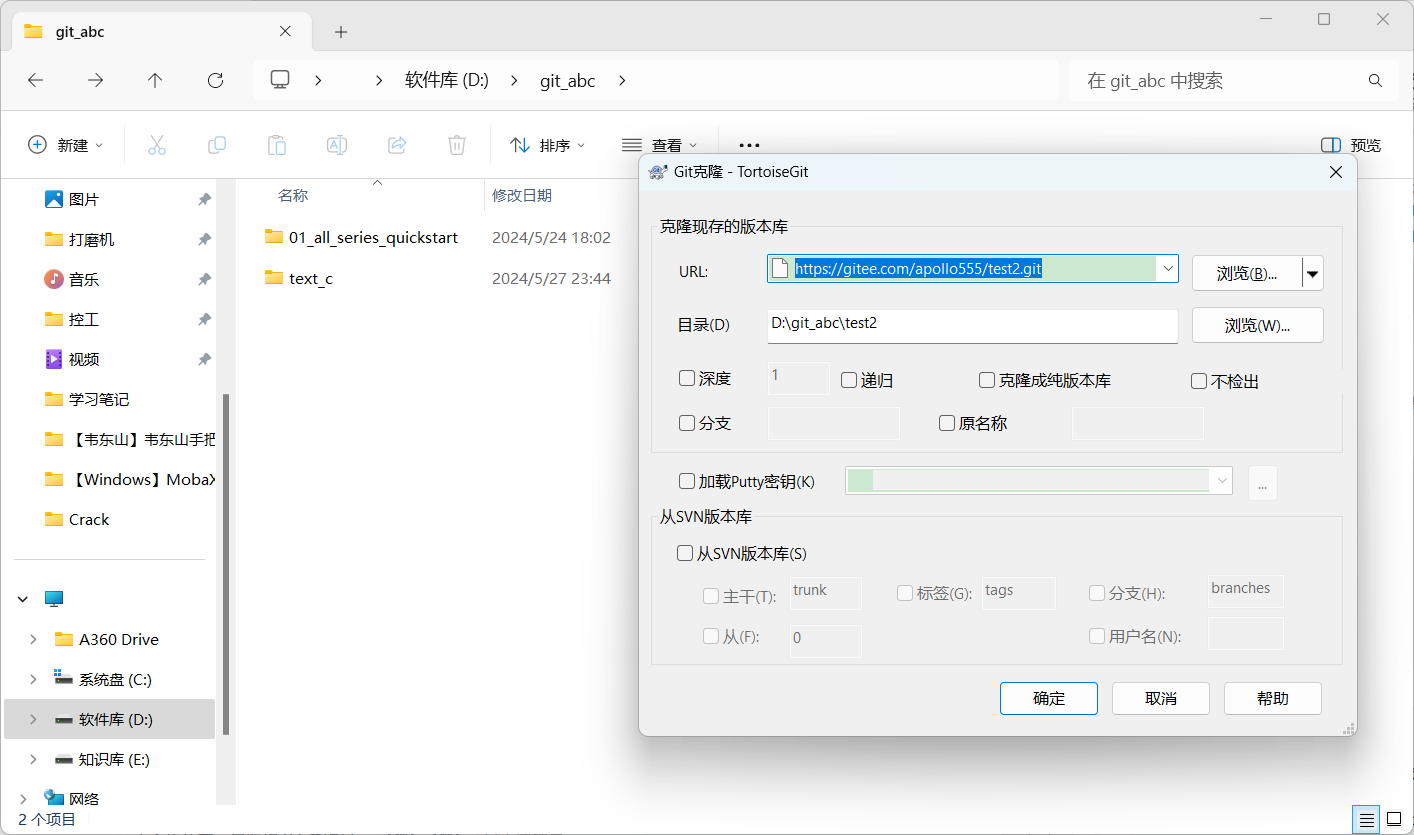 git_abc
软件库 (D:)
git_abc
在 git_abc 中搜索
新建
排序
查看
预览
图片
打磨机
音乐
控工
视频
学习笔记
【韦东山】韦东山手把
【Windows】MobaX
Crack
A360 Drive
系统盘 (C:)
软件库 (D:)
知识库 (E:)
网络
2 个项目
名称
修改日期
01_all_series_quickstart
2024/5/24 18:02
text_c
2024/5/27 23:44
Git克隆 - TortoiseGit
克隆现存的版本库
URL:
https://gitee.com/apollo555/test2.git
浏览(B)...
目录(D)
D:\git_abc\test2
浏览(W)...
深度
1
递归
克隆成纯版本库
不检出
分支
原名称
加载Putty密钥(K)
...
从SVN版本库
从SVN版本库(S)
主干(T):
trunk
标签(G):
tags
分支(H):
branches
从(F):
0
用户名(N):
确定
取消
帮助